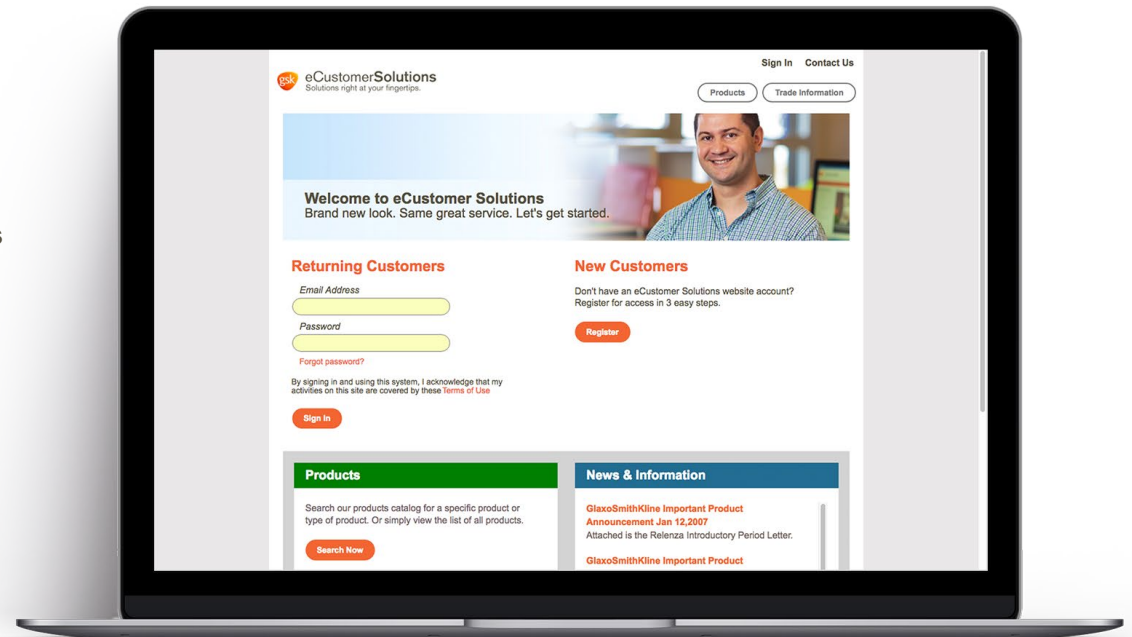 Sign In Contact Us
gsk eCustomerSolutions
Solutions right at your fingertips.
Products Trade Information
Welcome to eCustomer Solutions
Brand new look. Same great service. Let's get started.
Returning Customers
Email Address
Password
Forgot password?
By signing in and using this system, I acknowledge that my
activities on this site are covered by these Terms of Use
Sign In
New Customers
Don't have an eCustomer Solutions website account?
Register for access in 3 easy steps.
Register
Products
Search our products catalog for a specific product or
type of product. Or simply view the list of all products.
Search Now
News & Information
GlaxoSmithKline Important Product
Announcement Jan 12,2007
Attached is the Relenza Introductory Period Letter.
GlaxoSmithKline Important Product